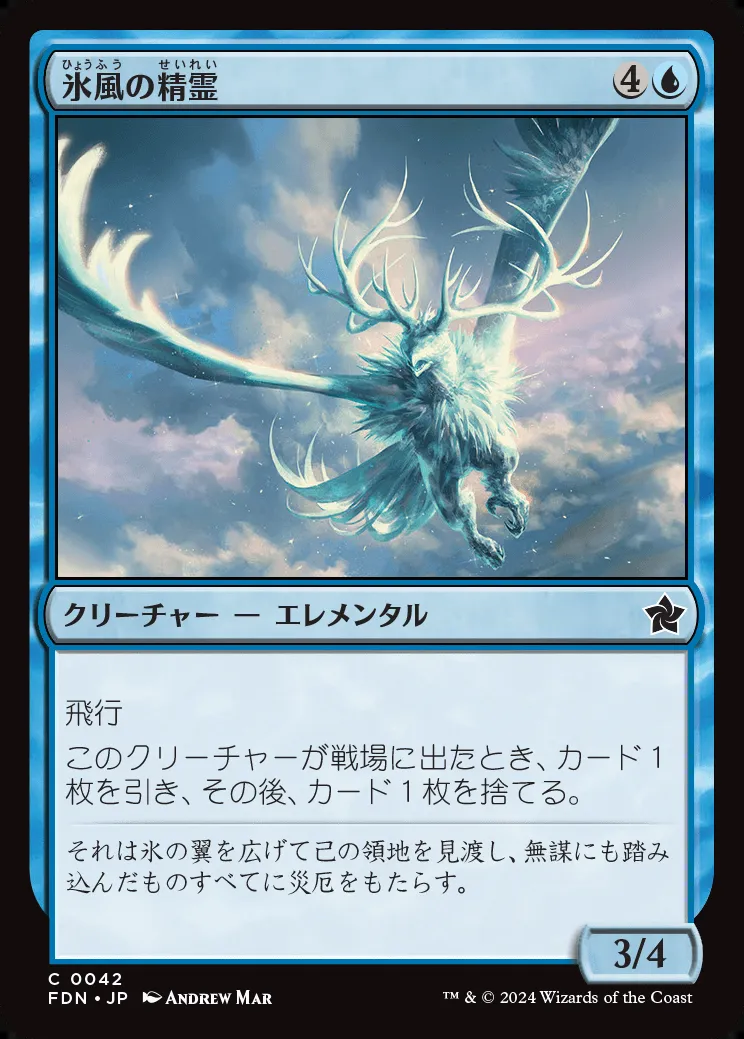 ひょうふう せいれい
氷風の精霊 4
クリーチャー — エレメンタル
飛行
このクリーチャーが戦場に出たとき、カード1
枚を引き、その後、カード1枚を捨てる。
それは氷の翼を広げて己の領地を見渡し、無謀にも踏み
込んだものすべてに災厄をもたらす。
3/4
C 0042
FDN • JP Andrew Mar
™ & © 2024 Wizards of the Coast